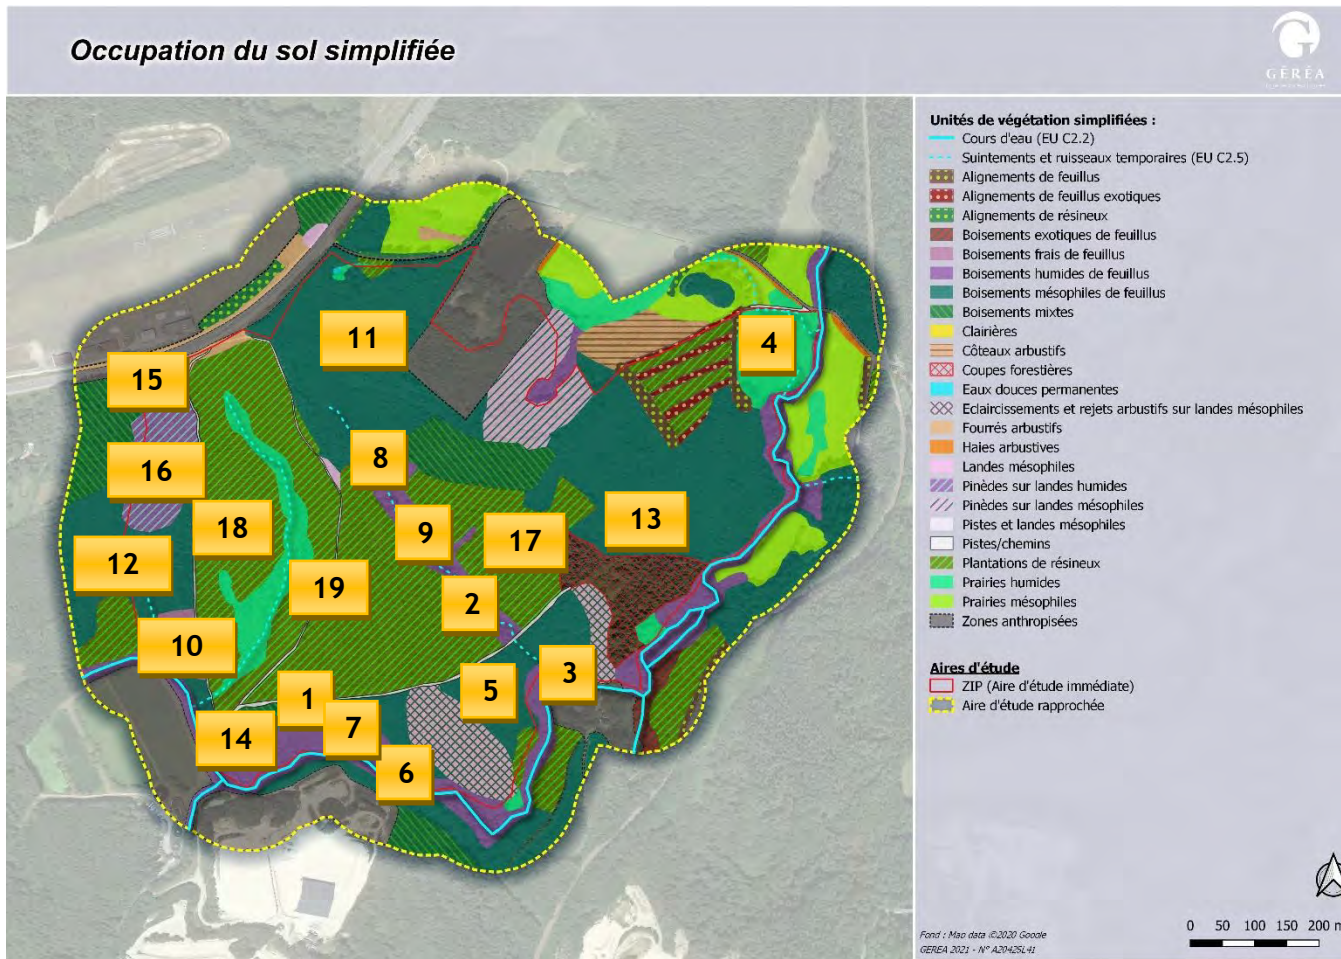 Occupation du sol simplifiée
GÉRÉA
Unités de végétation simplifiées :
Cours d'eau (EU C2.2)
Suintements et ruisseaux temporaires (EU C2.5)
Alignements de feuillus
Alignements de feuillus exotiques
Alignements de résineux
Boisements exotiques de feuillus
Boisements frais de feuillus
Boisements humides de feuillus
Boisements mésophiles de feuillus
Boisements mixtes
Clairières
Côteaux arbustifs
Coupes forestières
Eaux douces permanentes
Eclaircissements et rejets arbustifs sur landes mésophiles
Fourrés arbustifs
Haies arbustives
Landes mésophiles
Pinèdes sur landes humides
Pinèdes sur landes mésophiles
Pistes et landes mésophiles
Pistes/chemins
Plantations de résineux
Prairies humides
Prairies mésophiles
Zones anthropisées
Aires d'étude
ZIP (Aire d'étude immédiate)
Aire d'étude rapprochée
11
4
15
8
16
18
9
17
13
12
19
2
10
3
1
5
14
7
6
0 50 100 150 200 m
Fond : Map data ©2020 Google
GEREA 2021 - N° A2042SL41